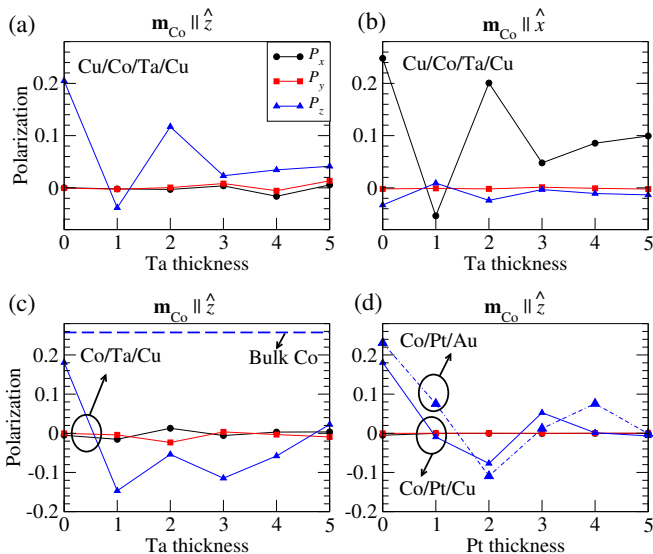 (a) m_Co || ẑ
Cu/Co/Ta/Cu
P_x
P_y
P_z
Polarization
0.2
0.1
0
0 1 2 3 4 5
Ta thickness
(b) m_Co || x̂
Cu/Co/Ta/Cu
0.2
0.1
0
0 1 2 3 4 5
Ta thickness
(c) m_Co || ẑ
Co/Ta/Cu
Bulk Co
Polarization
0.2
0.1
0
-0.1
-0.2
0 1 2 3 4 5
Ta thickness
(d) m_Co || ẑ
Co/Pt/Au
Co/Pt/Cu
0.2
0.1
0
-0.1
-0.2
0 1 2 3 4 5
Pt thickness